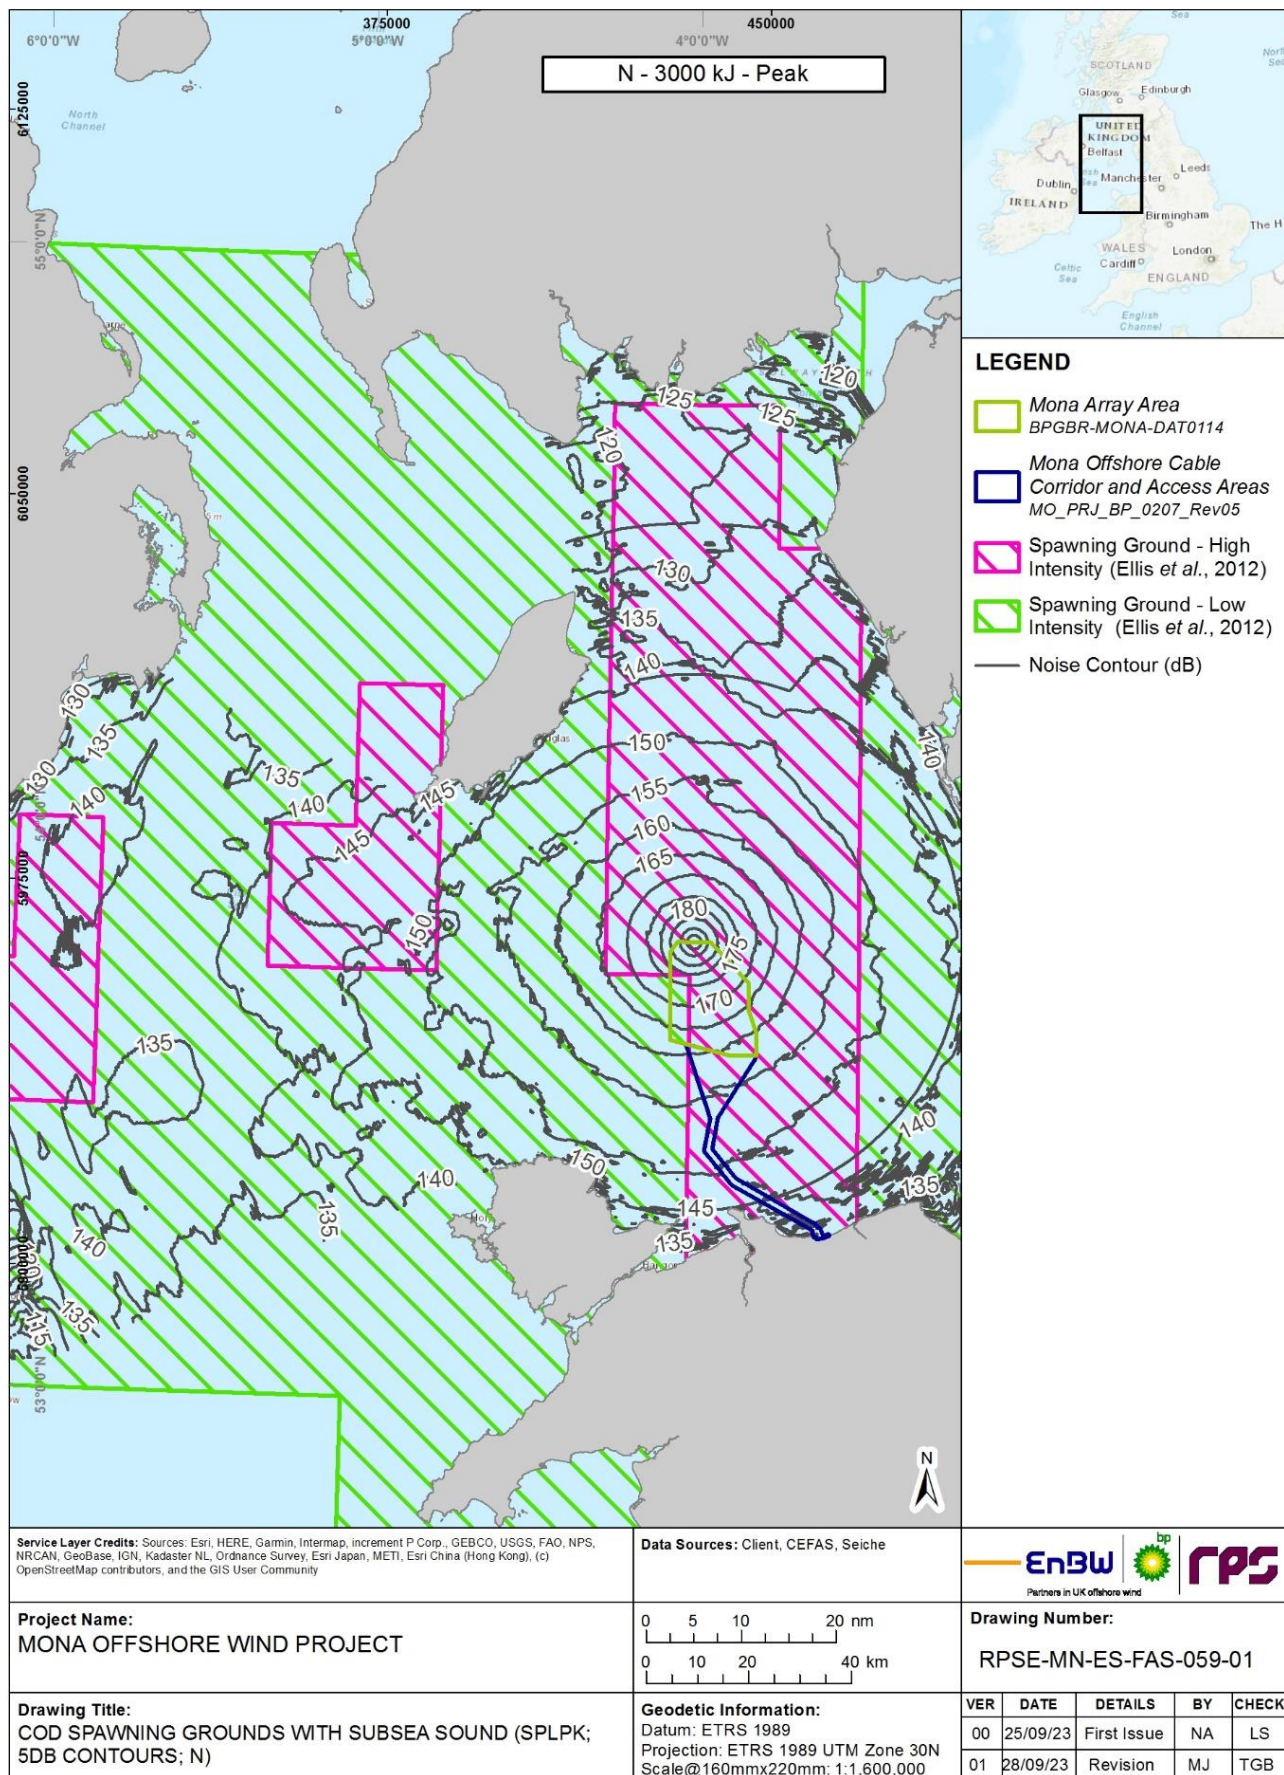 375000
450000
6°0'0"W
5°0'0"W
4°0'0"W
N - 3000 kJ - Peak
6125000
North
Channel
55°0'0"N
120
125
125
120
6050000
130
135
140
130
135
150
140
135
130
140
145
155
140
145
160
165
5975000
150
180
175
170
135
140
150
140
145
135
135
135
140
135
115
53°0'0"N
N
SCOTLAND
Glasgow
Edinburgh
UNITED
KINGDOM
Belfast
Leeds
Dublin
Manchester
IRELAND
Birmingham
WALES
London
Cardiff
ENGLAND
Celtic
Sea
English
Channel
The H
LEGEND
Mona Array Area
BPGBR-MONA-DAT0114
Mona Offshore Cable
Corridor and Access Areas
MO_PRJ_BP_0207_Rev05
Spawning Ground - High
Intensity (Ellis et al., 2012)
Spawning Ground - Low
Intensity (Ellis et al., 2012)
Noise Contour (dB)
Service Layer Credits: Sources: Esri, HERE, Garmin, Intermap, increment P Corp., GEBCO, USGS, FAO, NPS,
NRCAN, GeoBase, IGN, Kadaster NL, Ordnance Survey, Esri Japan, METI, Esri China (Hong Kong), (c)
OpenStreetMap contributors, and the GIS User Community
Data Sources: Client, CEFAS, Seiche
EnBW
bp
rps
Partners in UK offshore wind
Project Name:
MONA OFFSHORE WIND PROJECT
0 5 10 20 nm
0 10 20 40 km
Drawing Number:
RPSE-MN-ES-FAS-059-01
Drawing Title:
COD SPAWNING GROUNDS WITH SUBSEA SOUND (SPLPK;
5DB CONTOURS; N)
Geodetic Information:
Datum: ETRS 1989
Projection: ETRS 1989 UTM Zone 30N
Scale@160mmx220mm: 1:1,600,000
VER DATE DETAILS BY CHECK
00 25/09/23 First Issue NA LS
01 28/09/23 Revision MJ TGB